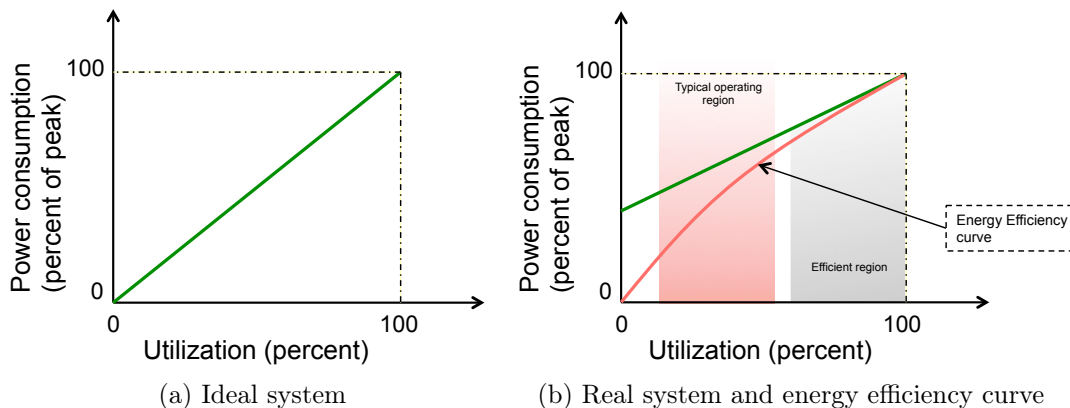 100
Power consumption
(percent of peak)
0
0
100
Utilization (percent)
(a) Ideal system
100
Typical operating
region
Power consumption
(percent of peak)
Energy Efficiency
curve
Efficient region
0
0
100
Utilization (percent)
(b) Real system and energy efficiency curve